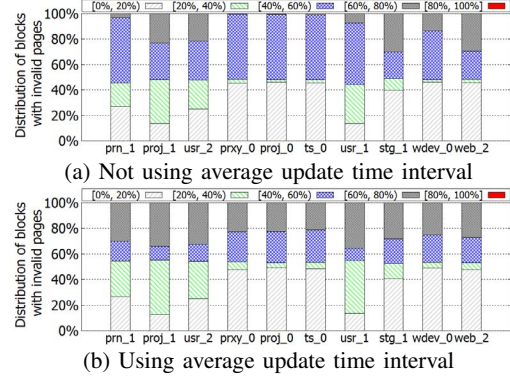 [0%, 20%) [20%, 40%) [40%, 60%) [60%, 80%) [80%, 100%]
Distribution of blocks
with invalid pages
100%
80%
60%
40%
20%
0%
prn_1 proj_1 usr_2 prxy_0 proj_0 ts_0 usr_1 stg_1 wdev_0 web_2
(a) Not using average update time interval
[0%, 20%) [20%, 40%) [40%, 60%) [60%, 80%) [80%, 100%]
Distribution of blocks
with invalid pages
100%
80%
60%
40%
20%
0%
prn_1 proj_1 usr_2 prxy_0 proj_0 ts_0 usr_1 stg_1 wdev_0 web_2
(b) Using average update time interval